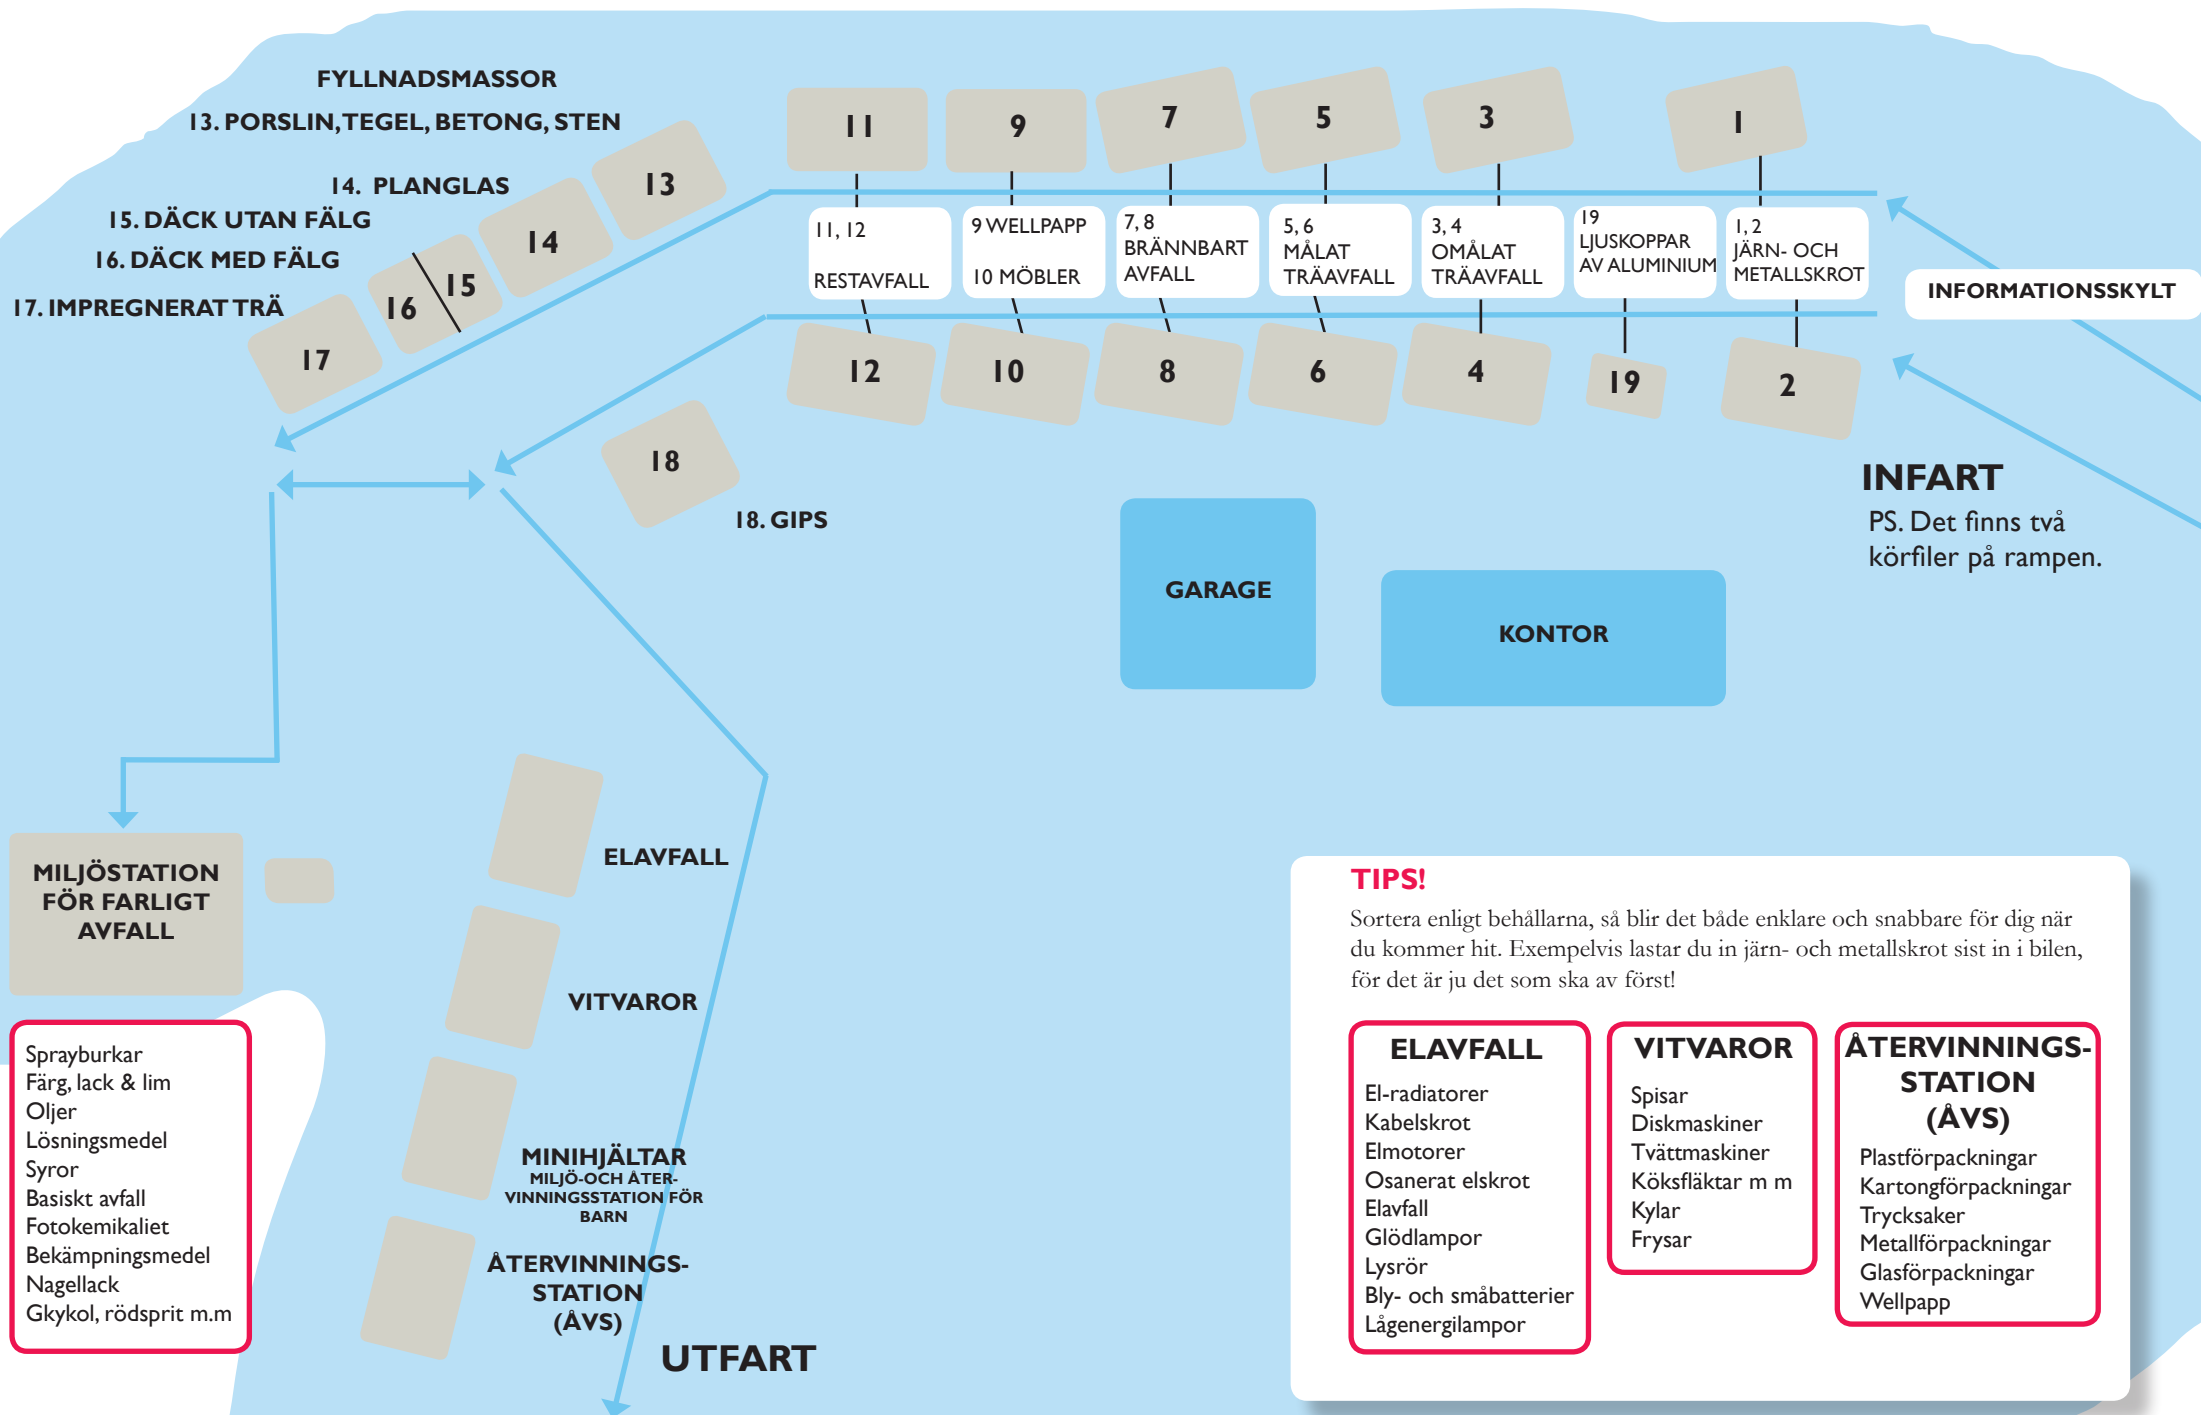 FYLLNADSMASSOR
13. PORSLIN, TEGEL, BETONG, STEN
14. PLANGLAS
15. DÄCK UTAN FÄLG
16. DÄCK MED FÄLG
17. IMPREGNERAT TRÄ
17
16
15
14
13
11
9
7
5
3
1
11, 12
RESTAVFALL
9 WELLPAPP
10 MÖBLER
7, 8
BRÄNNBART
AVFALL
5, 6
MÅLAT
TRÄAVFALL
3, 4
OMÅLAT
TRÄAVFALL
19
LJUSKOPPAR
AV ALUMINIUM
1, 2
JÄRN- OCH
METALLSKROT
INFORMATIONSSKYLT
12
10
8
6
4
19
2
18
18. GIPS
INFART
PS. Det finns två
körfiler på rampen.
GARAGE
KONTOR
MILJÖSTATION
FÖR FARLIGT
AVFALL
Sprayburkar
Färg, lack & lim
Oljer
Lösningsmedel
Syror
Basiskt avfall
Fotokemikaliet
Bekämpningsmedel
Nagellack
Gkykol, rödsprit m.m
ELAVFALL
VITVAROR
MINIHJÄLTAR
MILJÖ-OCH ÅTER-
VINNINGSSTATION FÖR
BARN
ÅTERVINNINGS-
STATION
(ÅVS)
UTFART
TIPS!
Sortera enligt behållarna, så blir det både enklare och snabbare för dig när
du kommer hit. Exempelvis lastar du in järn- och metallskrot sist in i bilen,
för det är ju det som ska av först!
ELAVFALL
El-radiatorer
Kabelskrot
Elmotorer
Osanerat elskrot
Elavfall
Glödlampor
Lysrör
Bly- och småbatterier
Lågenergilampor
VITVAROR
Spisar
Diskmaskiner
Tvättmaskiner
Köksfläktar m m
Kylar
Frysar
ÅTERVINNINGS-
STATION
(ÅVS)
Plastförpackningar
Kartongförpackningar
Trycksaker
Metallförpackningar
Glasförpackningar
Wellpapp